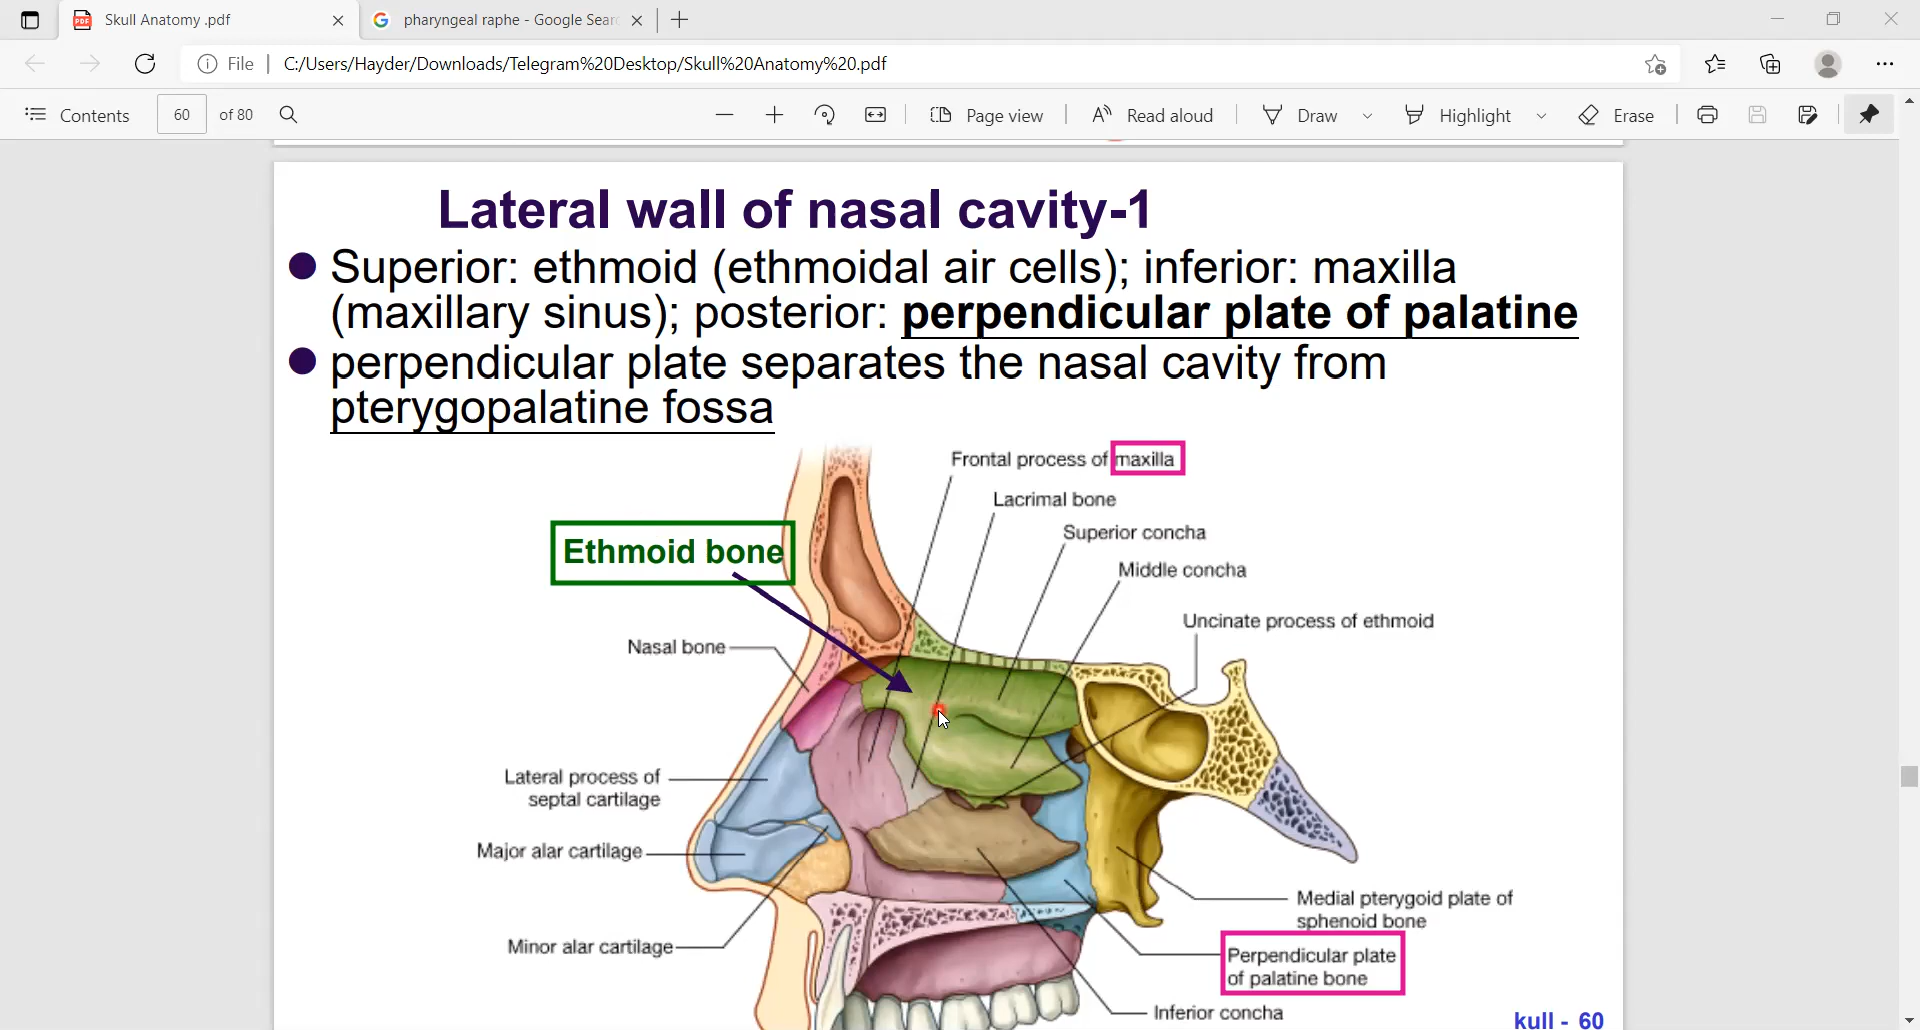 Skull Anatomy .pdf
pharyngeal raphe - Google Sear
File
C:/Users/Hayder/Downloads/Telegram%20Desktop/Skull%20Anatomy%20.pdf
Contents
60
of 80
Page view
Read aloud
Draw
Highlight
Erase
Lateral wall of nasal cavity-1
Superior: ethmoid (ethmoidal air cells); inferior: maxilla
(maxillary sinus); posterior: perpendicular plate of palatine
perpendicular plate separates the nasal cavity from
pterygopalatine fossa
Frontal process of maxilla
Lacrimal bone
Superior concha
Ethmoid bone
Middle concha
Uncinate process of ethmoid
Nasal bone
Lateral process of
septal cartilage
Major alar cartilage
Medial pterygoid plate of
sphenoid bone
Minor alar cartilage
Perpendicular plate
of palatine bone
Inferior concha
kull - 60